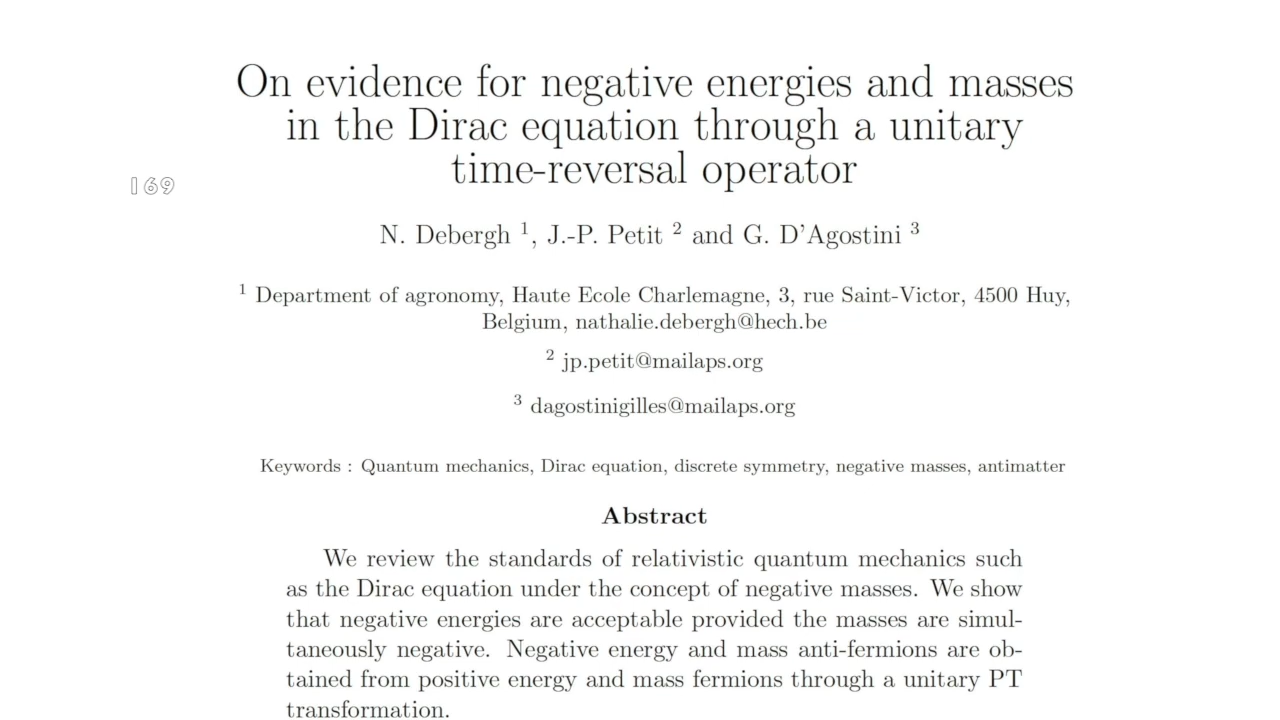 On evidence for negative energies and masses
in the Dirac equation through a unitary
time-reversal operator
169
N. Debergh 1, J.-P. Petit 2 and G. D'Agostini 3
1 Department of agronomy, Haute Ecole Charlemagne, 3, rue Saint-Victor, 4500 Huy,
Belgium, nathalie.debergh@hech.be
2 jp.petit@mailaps.org
3 dagostinigilles@mailaps.org
Keywords : Quantum mechanics, Dirac equation, discrete symmetry, negative masses, antimatter
Abstract
We review the standards of relativistic quantum mechanics such
as the Dirac equation under the concept of negative masses. We show
that negative energies are acceptable provided the masses are simul-
taneously negative. Negative energy and mass anti-fermions are ob-
tained from positive energy and mass fermions through a unitary PT
transformation.